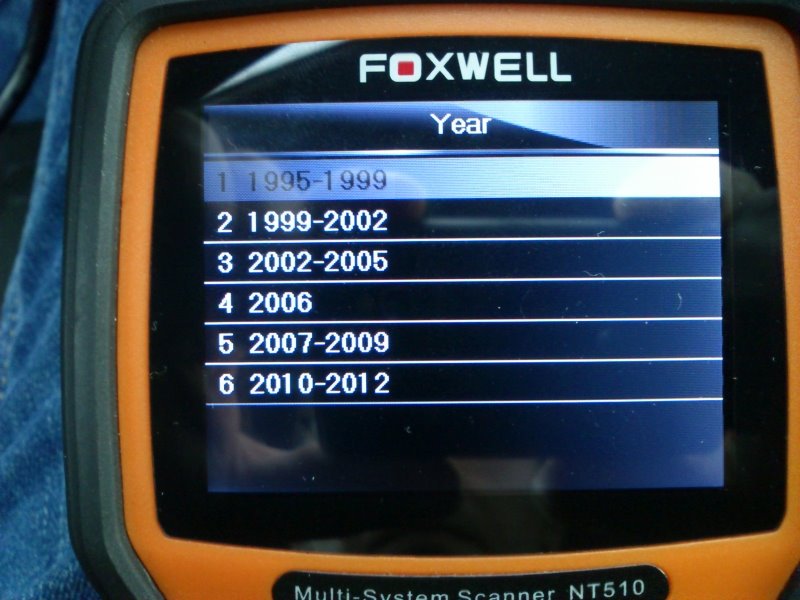 FOXWELL
Year
1 1995-1999
2 1999-2002
3 2002-2005
4 2006
5 2007-2009
6 2010-2012
Multi-System Scanner NT510